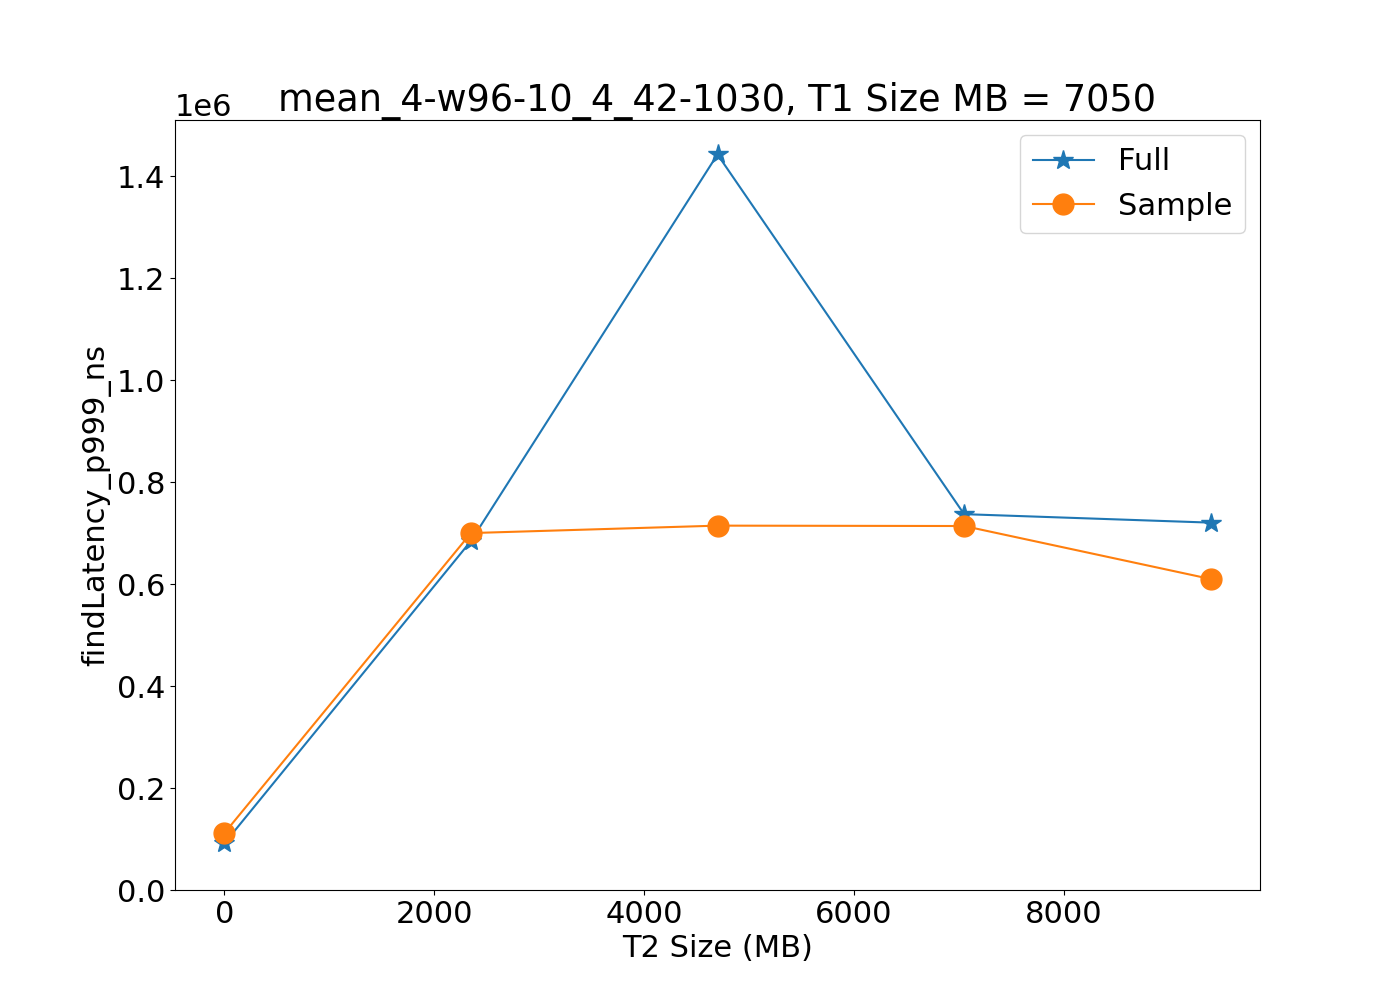 mean_4-w96-10_4_42-1030, T1 Size MB = 7050
1e6
Full
Sample
1.4
1.2
1.0
0.8
0.6
0.4
0.2
0.0
findLatency_p999_ns
0 2000 4000 6000 8000
T2 Size (MB)